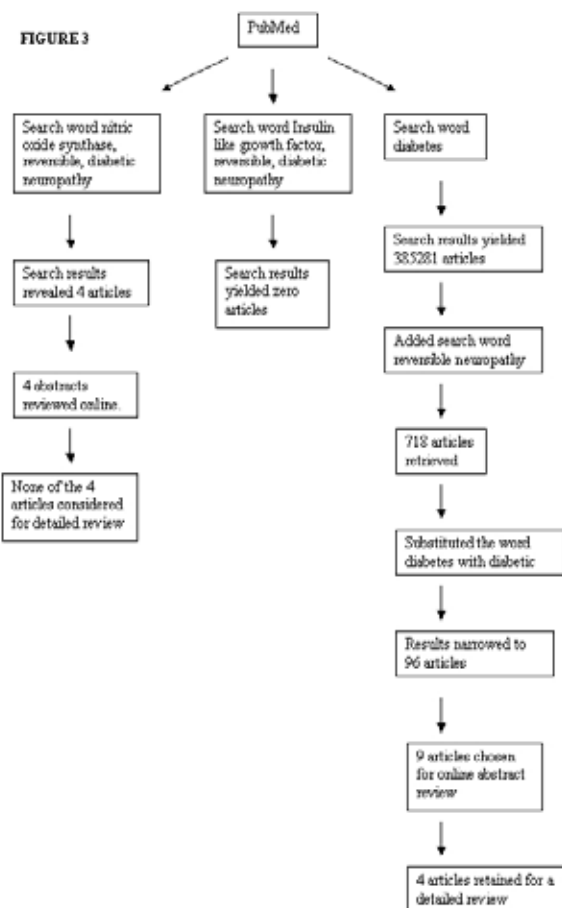 FIGURE 3
PubMed
Search word nitric
oxide synthase,
reversible, diabetic
neuropathy
Search results
revealed 4 articles
4 abstracts
reviewed online.
None of the 4
articles considered
for detailed review
Search word Insulin
like growth factor,
reversible, diabetic
neuropathy
Search results
yielded zero
articles
Search word
diabetes
Search results yielded
385281 articles
Added search word
reversible neuropathy
718 articles
retrieved
Substituted the word
diabetes with diabetic
Results narrowed to
96 articles
9 articles chosen
for online abstract
review
4 articles retained for a
detailed review